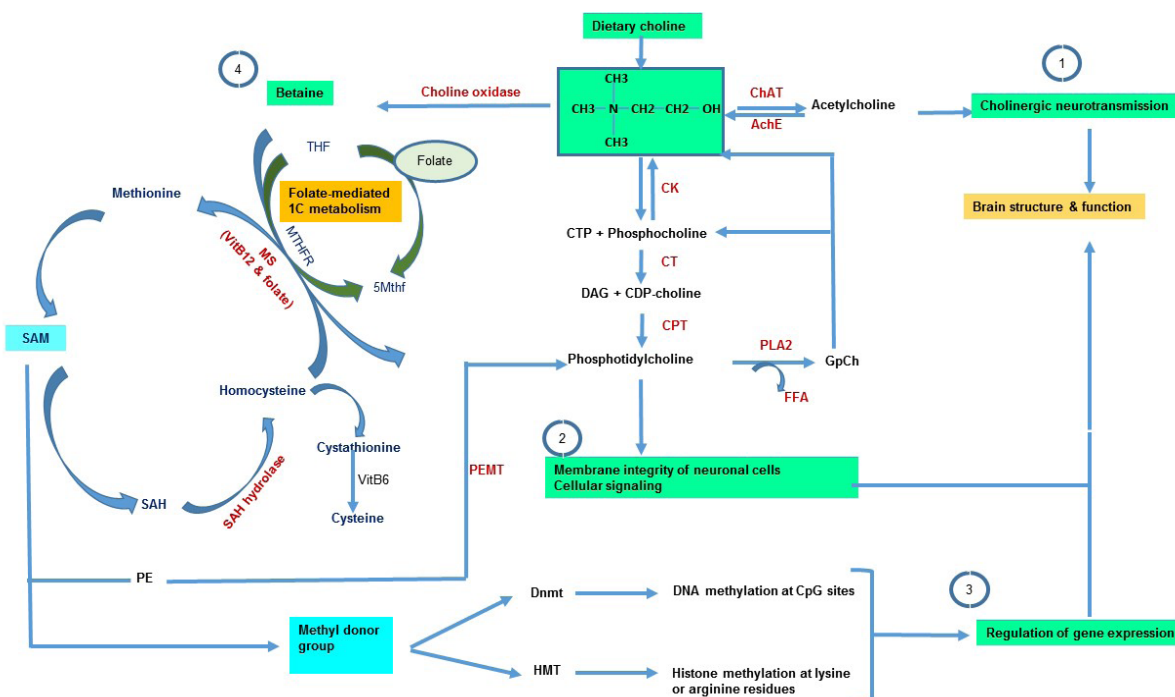 Dietary choline
4
1
CH3
Betaine
Choline oxidase
CH3 N CH2 CH2 OH
ChAT
Acetylcholine
Cholinergic neurotransmission
AchE
CH3
THF
Folate
Folate-mediated
1C metabolism
Methionine
CK
Brain structure & function
MTHFR
MS
(VitB12 & folate)
CTP + Phosphocholine
CT
5Mthf
DAG + CDP-choline
CPT
SAM
PLA2
Phosphotidylcholine
GpCh
FFA
Homocysteine
2
Cystathionine
PEMT
Membrane integrity of neuronal cells
Cellular signaling
VitB6
SAH
SAH hydrolase
Cysteine
PE
3
Dnmt
DNA methylation at CpG sites
Methyl donor
group
Regulation of gene expression
HMT
Histone methylation at lysine
or arginine residues